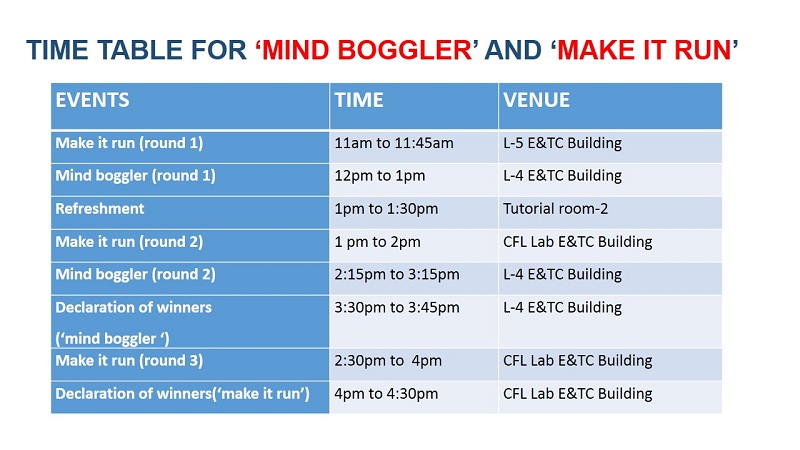 TIME TABLE FOR ‘MIND BOGGLER’ AND ‘MAKE IT RUN’
EVENTS TIME VENUE
Make it run (round 1) 11am to 11:45am L-5 E&TC Building
Mind boggler (round 1) 12pm to 1pm L-4 E&TC Building
Refreshment 1pm to 1:30pm Tutorial room-2
Make it run (round 2) 1 pm to 2pm CFL Lab E&TC Building
Mind boggler (round 2) 2:15pm to 3:15pm L-4 E&TC Building
Declaration of winners 3:30pm to 3:45pm L-4 E&TC Building
(‘mind boggler ‘)
Make it run (round 3) 2:30pm to  4pm CFL Lab E&TC Building
Declaration of winners(‘make it run’) 4pm to 4:30pm CFL Lab E&TC Building